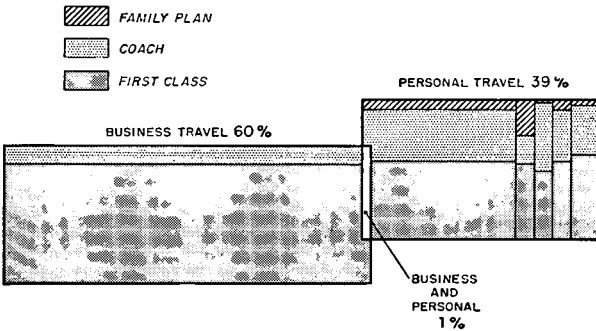 FAMILY PLAN
COACH
FIRST CLASS
PERSONAL TRAVEL 39%
BUSINESS TRAVEL 60%
BUSINESS
AND
PERSONAL
1%